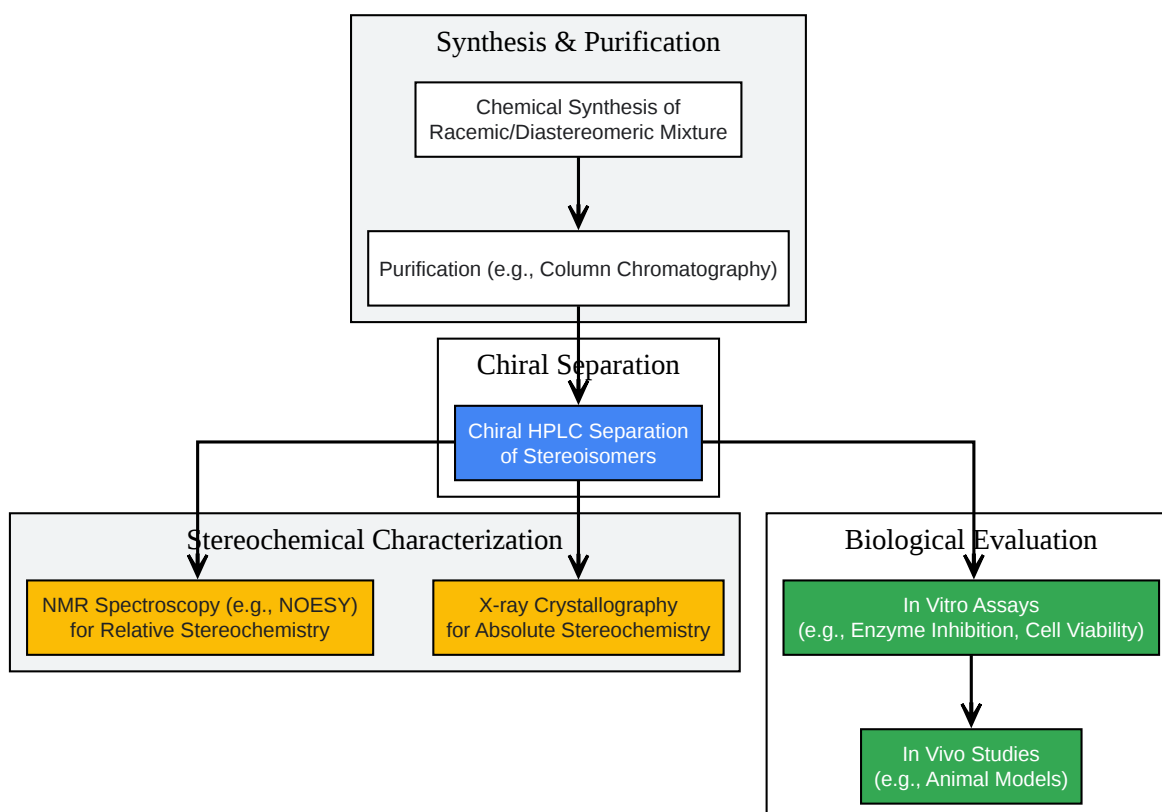 Synthesis & Purification
Chemical Synthesis of
Racemic/Diastereomeric Mixture
Purification (e.g., Column Chromatography)
Chiral Separation
Chiral HPLC Separation
of Stereoisomers
Stereochemical Characterization
NMR Spectroscopy (e.g., NOESY)
for Relative Stereochemistry
X-ray Crystallography
for Absolute Stereochemistry
Biological Evaluation
In Vitro Assays
(e.g., Enzyme Inhibition, Cell Viability)
In Vivo Studies
(e.g., Animal Models)